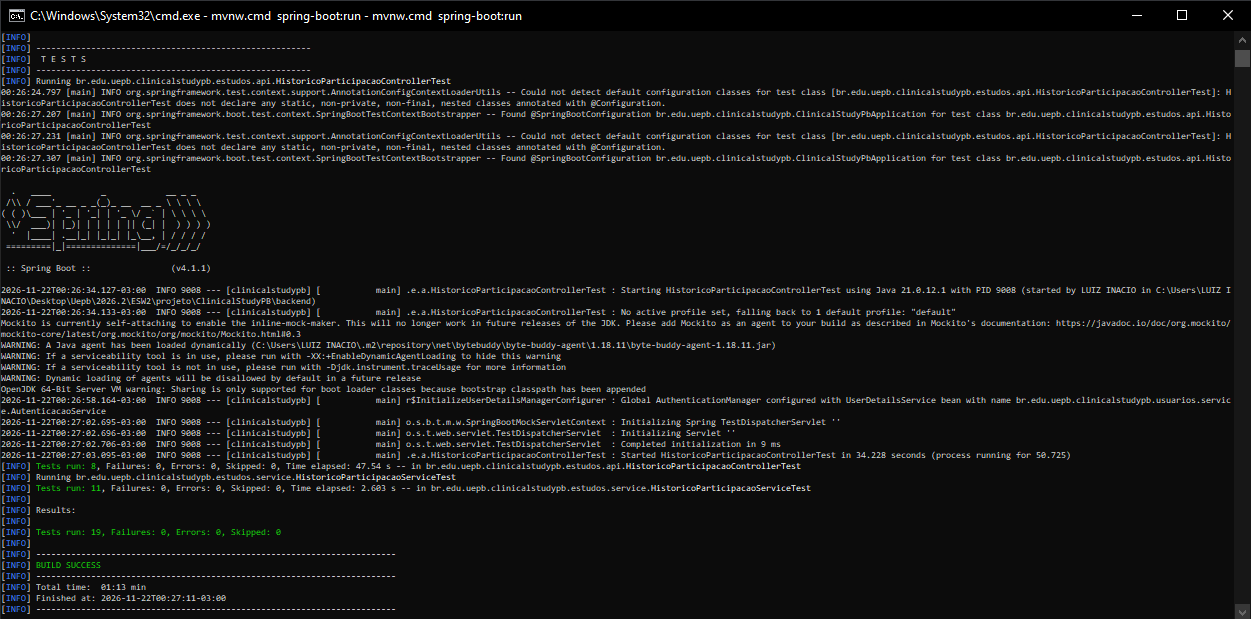 C:\Windows\System32\cmd.exe - mvnw.cmd  spring-boot:run - mvnw.cmd  spring-boot:run
[INFO]
[INFO] -------------------------------------------------------
[INFO]  T E S T S
[INFO] -------------------------------------------------------
[INFO] Running br.edu.uepb.clinicalstudypb.estudos.api.HistoricoParticipacaoControllerTest
00:26:24.797 [main] INFO org.springframework.test.context.support.AnnotationConfigContextLoaderUtils -- Could not detect default configuration classes for test class [br.edu.uepb.clinicalstudypb.estudos.api.HistoricoParticipacaoControllerTest]: H
istoricoParticipacaoControllerTest does not declare any static, non-private, non-final, nested classes annotated with @Configuration.
00:26:27.207 [main] INFO org.springframework.boot.test.context.SpringBootTestContextBootstrapper -- Found @SpringBootConfiguration br.edu.uepb.clinicalstudypb.ClinicalStudyPbApplication for test class br.edu.uepb.clinicalstudypb.estudos.api.Histo
ricoParticipacaoControllerTest
00:26:27.231 [main] INFO org.springframework.test.context.support.AnnotationConfigContextLoaderUtils -- Could not detect default configuration classes for test class [br.edu.uepb.clinicalstudypb.estudos.api.HistoricoParticipacaoControllerTest]: H
istoricoParticipacaoControllerTest does not declare any static, non-private, non-final, nested classes annotated with @Configuration.
00:26:27.307 [main] INFO org.springframework.boot.test.context.SpringBootTestContextBootstrapper -- Found @SpringBootConfiguration br.edu.uepb.clinicalstudypb.ClinicalStudyPbApplication for test class br.edu.uepb.clinicalstudypb.estudos.api.Histo
ricoParticipacaoControllerTest
  .   ____          _            __ _ _
 /\\ / ___'_ __ _ _(_)_ __  __ _ \ \ \ \
( ( )\___ | '_ | '_| | '_ \/ _` | \ \ \ \
 \\/  ___)| |_)| | | | | || (_| |  ) ) ) )
  '  |____| .__|_| |_|_| |_\__, | / / / /
 =========|_|==============|___/=/_/_/_/
 :: Spring Boot ::                (v4.1.1)
2026-11-22T00:26:34.127-03:00  INFO 9008 --- [clinicalstudypb] [           main] .e.a.HistoricoParticipacaoControllerTest : Starting HistoricoParticipacaoControllerTest using Java 21.0.12.1 with PID 9008 (started by LUIZ INACIO in C:\Users\LUIZ I
NACIO\Desktop\Uepb\2026.2\ESW2\projeto\ClinicalStudyPB\backend)
2026-11-22T00:26:34.133-03:00  INFO 9008 --- [clinicalstudypb] [           main] .e.a.HistoricoParticipacaoControllerTest : No active profile set, falling back to 1 default profile: "default"
Mockito is currently self-attaching to enable the inline-mock-maker. This will no longer work in future releases of the JDK. Please add Mockito as an agent to your build as described in Mockito's documentation: https://javadoc.io/doc/org.mockito/
mockito-core/latest/org.mockito/org/mockito/Mockito.html#0.3
WARNING: A Java agent has been loaded dynamically (C:\Users\LUIZ INACIO\.m2\repository\net\bytebuddy\byte-buddy-agent\1.18.11\byte-buddy-agent-1.18.11.jar)
WARNING: If a serviceability tool is in use, please run with -XX:+EnableDynamicAgentLoading to hide this warning
WARNING: If a serviceability tool is not in use, please run with -Djdk.instrument.traceUsage for more information
WARNING: Dynamic loading of agents will be disallowed by default in a future release
OpenJDK 64-Bit Server VM warning: Sharing is only supported for boot loader classes because bootstrap classpath has been appended
2026-11-22T00:26:58.164-03:00  INFO 9008 --- [clinicalstudypb] [           main] r$InitializeUserDetailsManagerConfigurer : Global AuthenticationManager configured with UserDetailsService bean with name br.edu.uepb.clinicalstudypb.usuarios.servic
e.AutenticacaoService
2026-11-22T00:27:02.695-03:00  INFO 9008 --- [clinicalstudypb] [           main] o.s.b.t.m.w.SpringBootMockServletContext : Initializing Spring TestDispatcherServlet ''
2026-11-22T00:27:02.696-03:00  INFO 9008 --- [clinicalstudypb] [           main] o.s.t.web.servlet.TestDispatcherServlet  : Initializing Servlet ''
2026-11-22T00:27:02.706-03:00  INFO 9008 --- [clinicalstudypb] [           main] o.s.t.web.servlet.TestDispatcherServlet  : Completed initialization in 9 ms
2026-11-22T00:27:03.095-03:00  INFO 9008 --- [clinicalstudypb] [           main] .e.a.HistoricoParticipacaoControllerTest : Started HistoricoParticipacaoControllerTest in 34.228 seconds (process running for 50.725)
[INFO] Tests run: 8, Failures: 0, Errors: 0, Skipped: 0, Time elapsed: 47.54 s -- in br.edu.uepb.clinicalstudypb.estudos.api.HistoricoParticipacaoControllerTest
[INFO] Running br.edu.uepb.clinicalstudypb.estudos.service.HistoricoParticipacaoServiceTest
[INFO] Tests run: 11, Failures: 0, Errors: 0, Skipped: 0, Time elapsed: 2.603 s -- in br.edu.uepb.clinicalstudypb.estudos.service.HistoricoParticipacaoServiceTest
[INFO]
[INFO] Results:
[INFO]
[INFO] Tests run: 19, Failures: 0, Errors: 0, Skipped: 0
[INFO]
[INFO] ------------------------------------------------------------------------
[INFO] BUILD SUCCESS
[INFO] ------------------------------------------------------------------------
[INFO] Total time:  01:13 min
[INFO] Finished at: 2026-11-22T00:27:11-03:00
[INFO] ------------------------------------------------------------------------